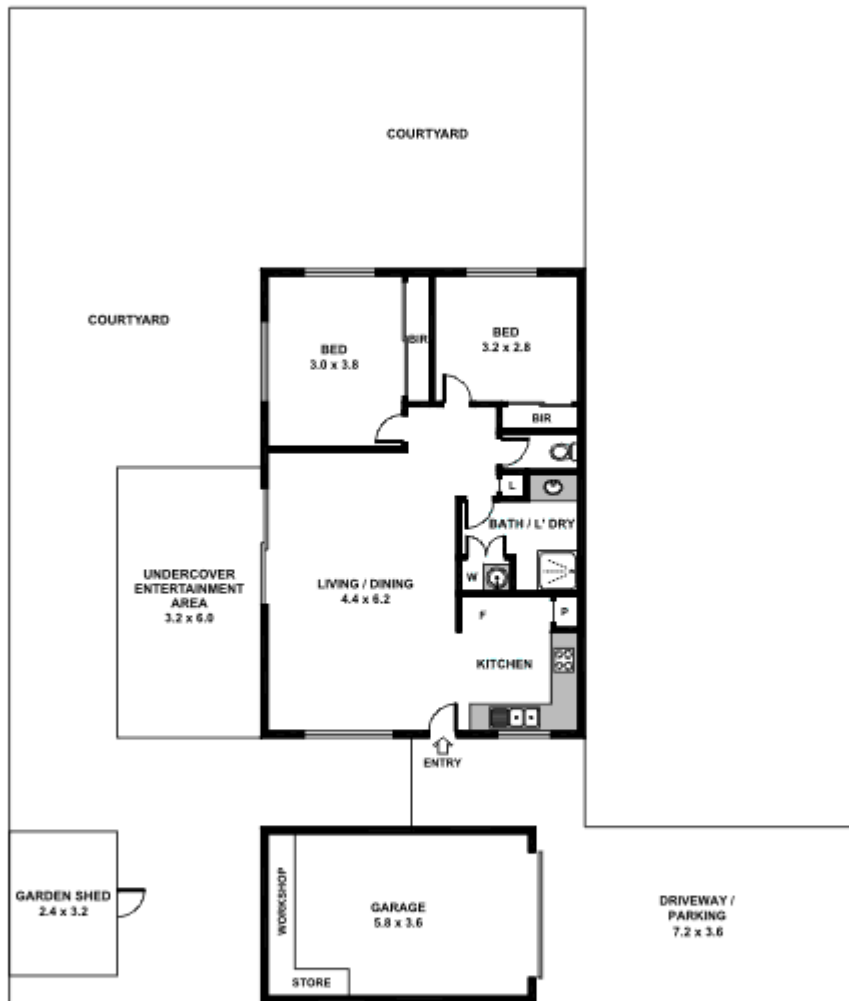 COURTYARD
COURTYARD
BED
3.0 x 3.8
BIR
BED
3.2 x 2.8
BIR
L
BATH / L' DRY
W
UNDERCOVER
ENTERTAINMENT
AREA
3.2 x 6.0
LIVING / DINING
4.4 x 6.2
F
P
KITCHEN
ENTRY
GARDEN SHED
2.4 x 3.2
WORKSHOP
GARAGE
5.8 x 3.6
STORE
DRIVEWAY /
PARKING
7.2 x 3.6